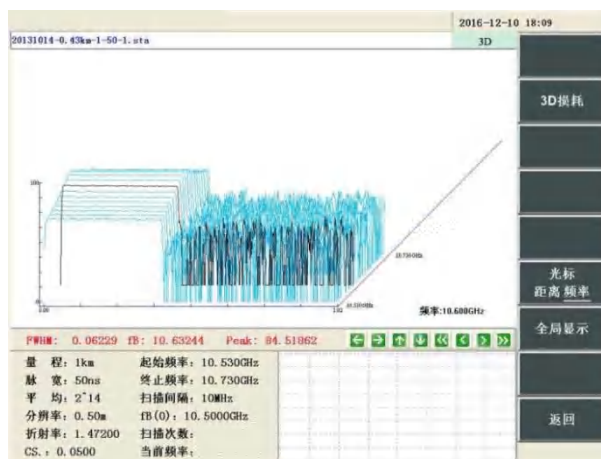 2016-12-10 18:09
20131014-0.43km-1-50-1.sta
3D
3D损耗
光标
距离 频率
全局显示
返回
频率:10.680GHz
FWHM: 0.06229 fB: 10.63244 Peak: 84.51862
量 程: 1km 起始频率: 10.530GHz
脉 宽: 50ns 终止频率: 10.730GHz
平 均: 2^14 扫描间隔: 10MHz
分辨率: 0.50m fB(0): 10.5000GHz
折射率: 1.47200 扫描次数:
CS.: 0.0500 当前频率: